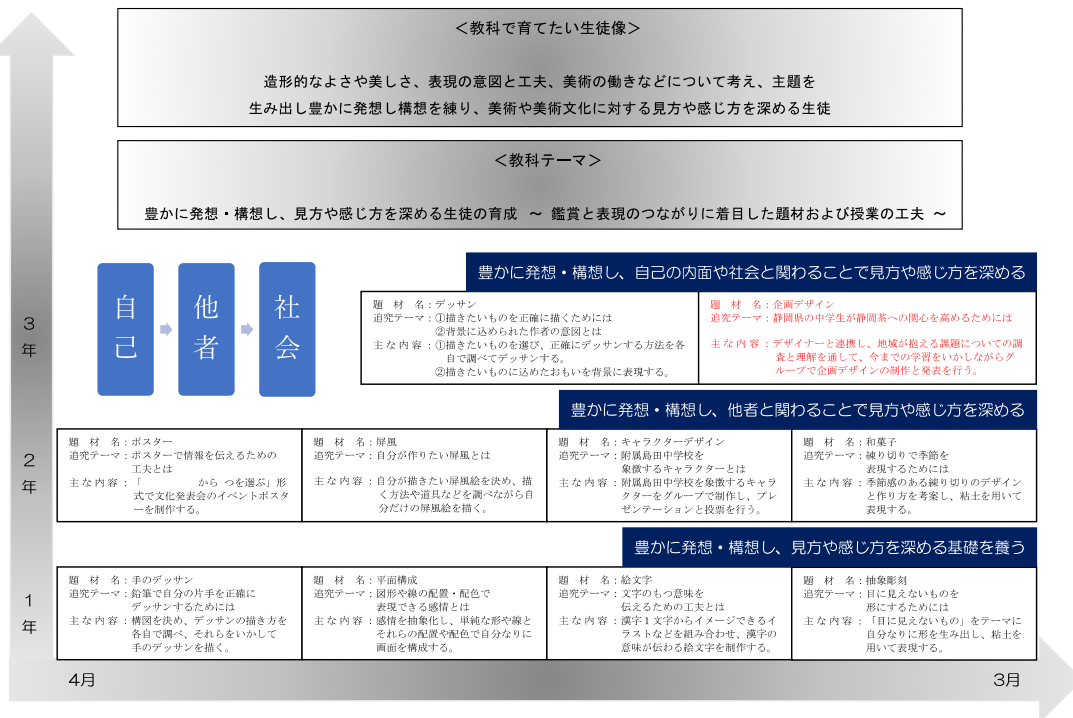 ＜教科で育てたい生徒像＞
造形的なよさや美しさ、表現の意図と工夫、美術の働きなどについて考え、主題を
生み出し豊かに発想し構想を練り、美術や美術文化に対する見方や感じ方を深める生徒
＜教科テーマ＞
豊かに発想・構想し、見方や感じ方を深める生徒の育成　～ 鑑賞と表現のつながりに着目した題材および授業の工夫 ～
自己
他者
社会
3年
豊かに発想・構想し、自己の内面や社会と関わることで見方や感じ方を深める
題　材　名：デッサン
追究テーマ：①描きたいものを正確に描くためには
②背景に込められた作者の意図とは
主な内容：①描きたいものを選び、正確にデッサンする方法を各
自で調べてデッサンする。
②描きたいものに込めたおもいを背景に表現する。
題　材　名：企画デザイン
追究テーマ：静岡県の中学生が静岡茶への関心を高めるためには
主な内容：デザイナーと連携し、地域が抱える課題についての調
査と理解を通して、今までの学習をいかしながらグ
ループで企画デザインの制作と発表を行う。
2年
豊かに発想・構想し、他者と関わることで見方や感じ方を深める
題　材　名：ポスター
追究テーマ：ポスターで情報を伝えるための
工夫とは
主な内容：「　　　　　から つを選ぶ」形
式で文化発表会のイベントポスタ
ーを制作する。
題　材　名：屏風
追究テーマ：自分が作りたい屏風とは
主な内容：自分が描きたい屏風絵を決め、描
く方法や道具などを調べながら自
分だけの屏風絵を描く。
題　材　名：キャラクターデザイン
追究テーマ：附属島田中学校を
象徴するキャラクターとは
主な内容：附属島田中学校を象徴するキャラ
クターをグループで制作し、プレ
ゼンテーションと投票を行う。
題　材　名：和菓子
追究テーマ：練り切りで季節を
表現するためには
主な内容：季節感のある練り切りのデザイン
と作り方を考案し、粘土を用いて
表現する。
1年
豊かに発想・構想し、見方や感じ方を深める基礎を養う
題　材　名：手のデッサン
追究テーマ：鉛筆で自分の片手を正確に
デッサンするためには
主な内容：構図を決め、デッサンの描き方を
各自で調べ、それらをいかして
手のデッサンを描く。
題　材　名：平面構成
追究テーマ：図形や線の配置・配色で
表現できる感情とは
主な内容：感情を抽象化し、単純な形や線と
それらの配置や配色で自分なりに
画面を構成する。
題　材　名：絵文字
追究テーマ：文字のもつ意味を
伝えるための工夫とは
主な内容：漢字１文字からイメージできるイ
ラストなどを組み合わせ、漢字の
意味が伝わる絵文字を制作する。
題　材　名：抽象彫刻
追究テーマ：目に見えないものを
形にするためには
主な内容：「目に見えないもの」をテーマに
自分なりに形を生み出し、粘土を
用いて表現する。
4月
3月